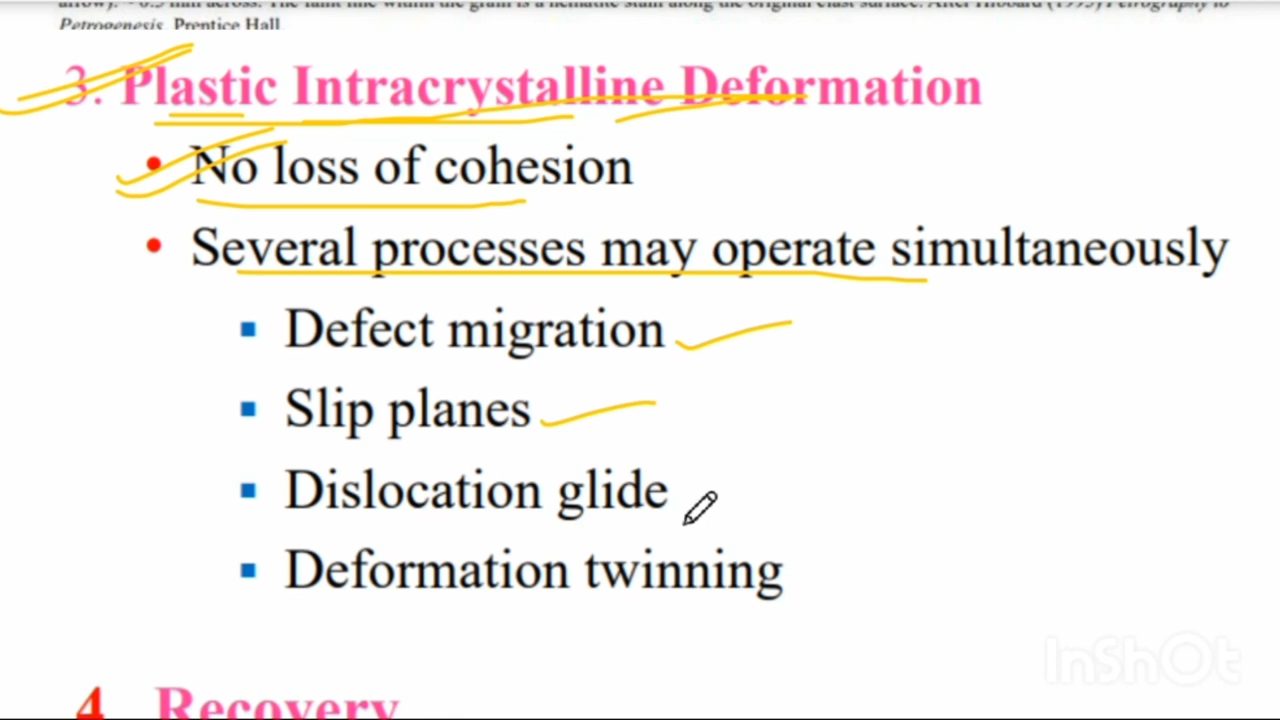 Petrogenesis. Prentice Hall
3. Plastic Intracrystalline Deformation
• No loss of cohesion
• Several processes may operate simultaneously
▪ Defect migration
▪ Slip planes
▪ Dislocation glide
▪ Deformation twinning
InShOt
4 Recovery